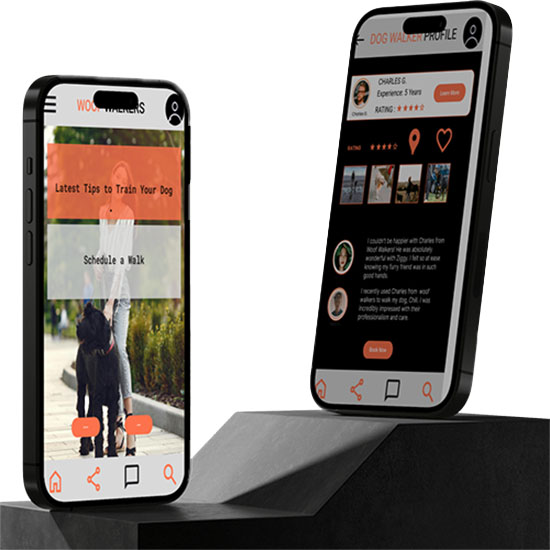 WOOF WALKERS
Latest Tips to Train Your Dog
Schedule a Walk
DOG WALKER PROFILE
CHARLES G.
Experience: 5 Years
RATING :
Learn More
Charles G.
RATING
I couldn't be happier with Charles from
Woof Walkers! He was absolutely
wonderful with Ziggy. I felt so at ease
knowing my furry friend was in such
good hands.
I recently used Charles from woof
walkers to walk my dog, Chili. I was
incredibly impressed with their
professionalism and care.
Book Now